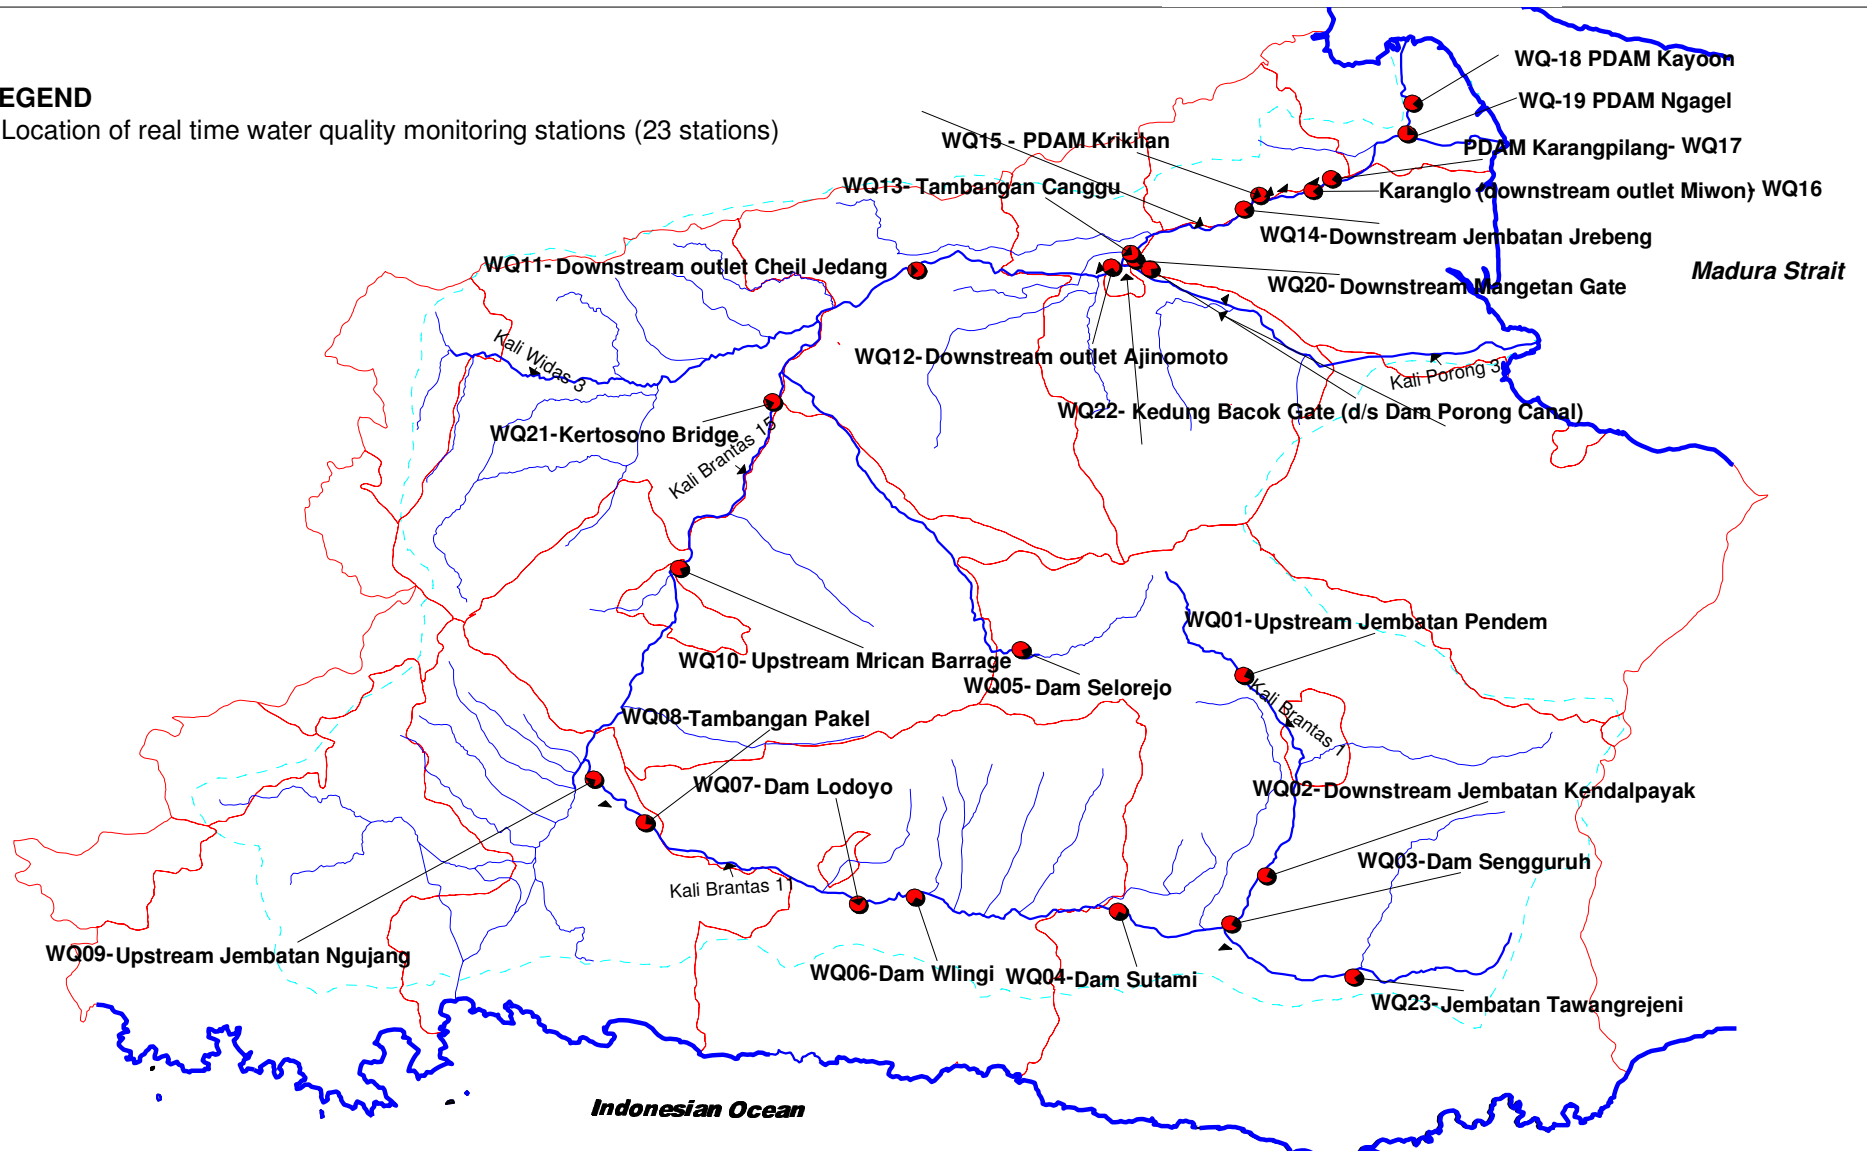 EGEND
Location of real time water quality monitoring stations (23 stations)
WQ-18 PDAM Kayoon
WQ-19 PDAM Ngagel
WQ15 - PDAM Krikilan
PDAM Karangpilang- WQ17
WQ13- Tambangan Canggu
Karanglo (downstream outlet Miwon)- WQ16
WQ14-Downstream Jembatan Jrebeng
WQ11- Downstream outlet Cheil Jedang
Madura Strait
WQ20- Downstream Mangetan Gate
Kali Widas 3
WQ12-Downstream outlet Ajinomoto
Kali Porong 3
WQ22- Kedung Bacok Gate (d/s Dam Porong Canal)
WQ21-Kertosono Bridge
Kali Brantas 15
WQ01-Upstream Jembatan Pendem
WQ10- Upstream Mrican Barrage
WQ05- Dam Selorejo
Kali Brantas 1
WQ08-Tambangan Pakel
WQ07-Dam Lodoyo
WQ02-Downstream Jembatan Kendalpayak
WQ03-Dam Sengguruh
Kali Brantas 11
WQ09-Upstream Jembatan Ngujang
WQ06-Dam Wlingi
WQ04-Dam Sutami
WQ23-Jembatan Tawangrejeni
Indonesian Ocean